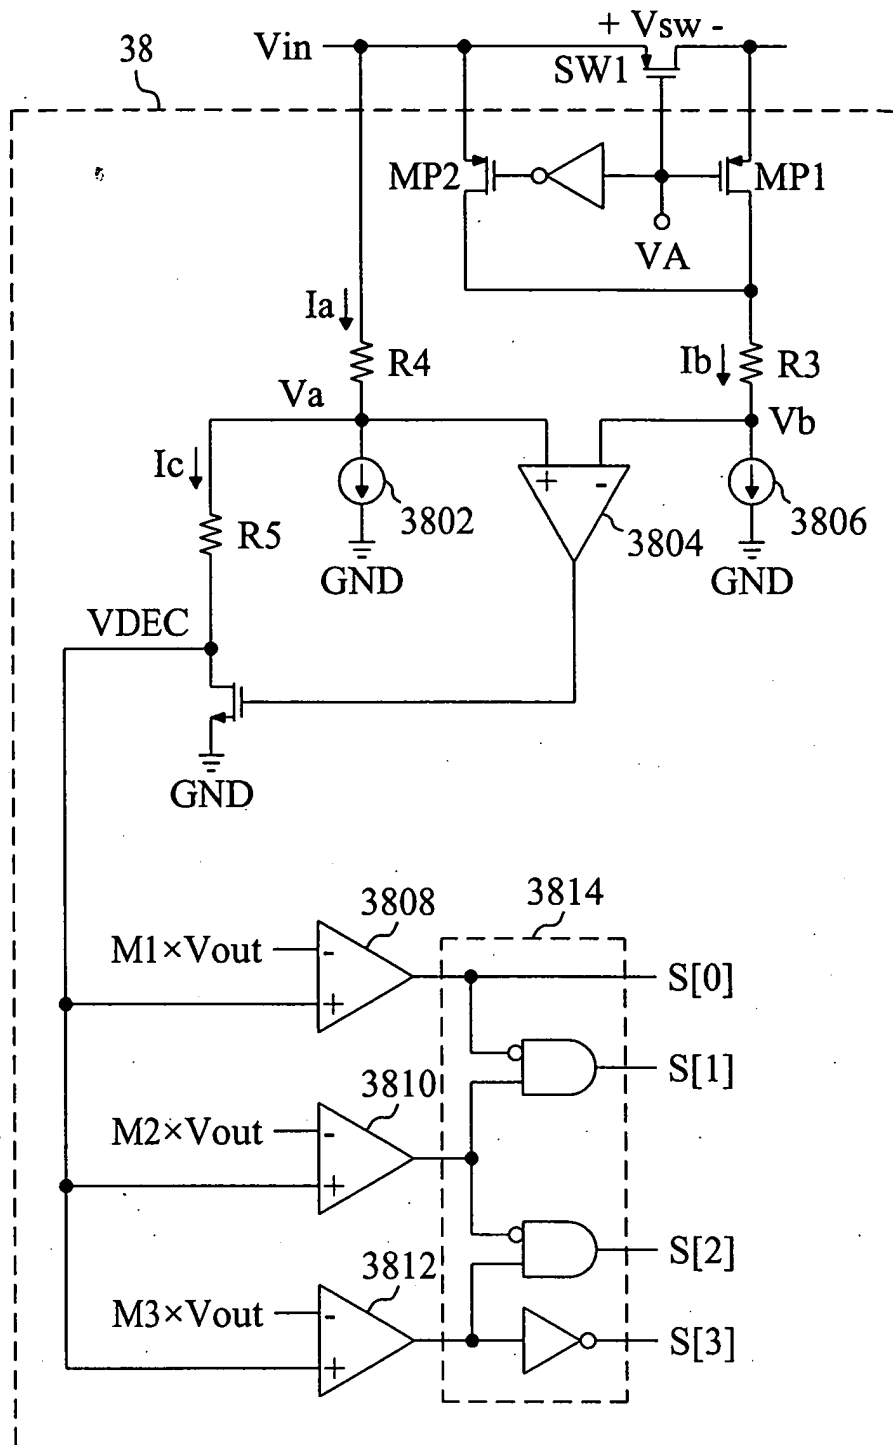 + Vsw -
Vin
SW1
38
MP2
MP1
VA
Ia
R4
Ib
R3
Va
Vb
Ic
+ -
3802
3804
3806
R5
GND
GND
VDEC
GND
3808
3814
M1×Vout
-
+
S[0]
S[1]
3810
M2×Vout
-
+
S[2]
3812
M3×Vout
-
+
S[3]